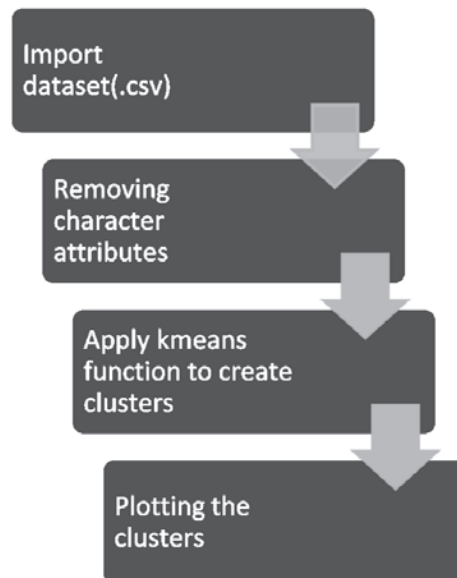 Import
dataset(.csv)
Removing
character
attributes
Apply kmeans
function to create
clusters
Plotting the
clusters